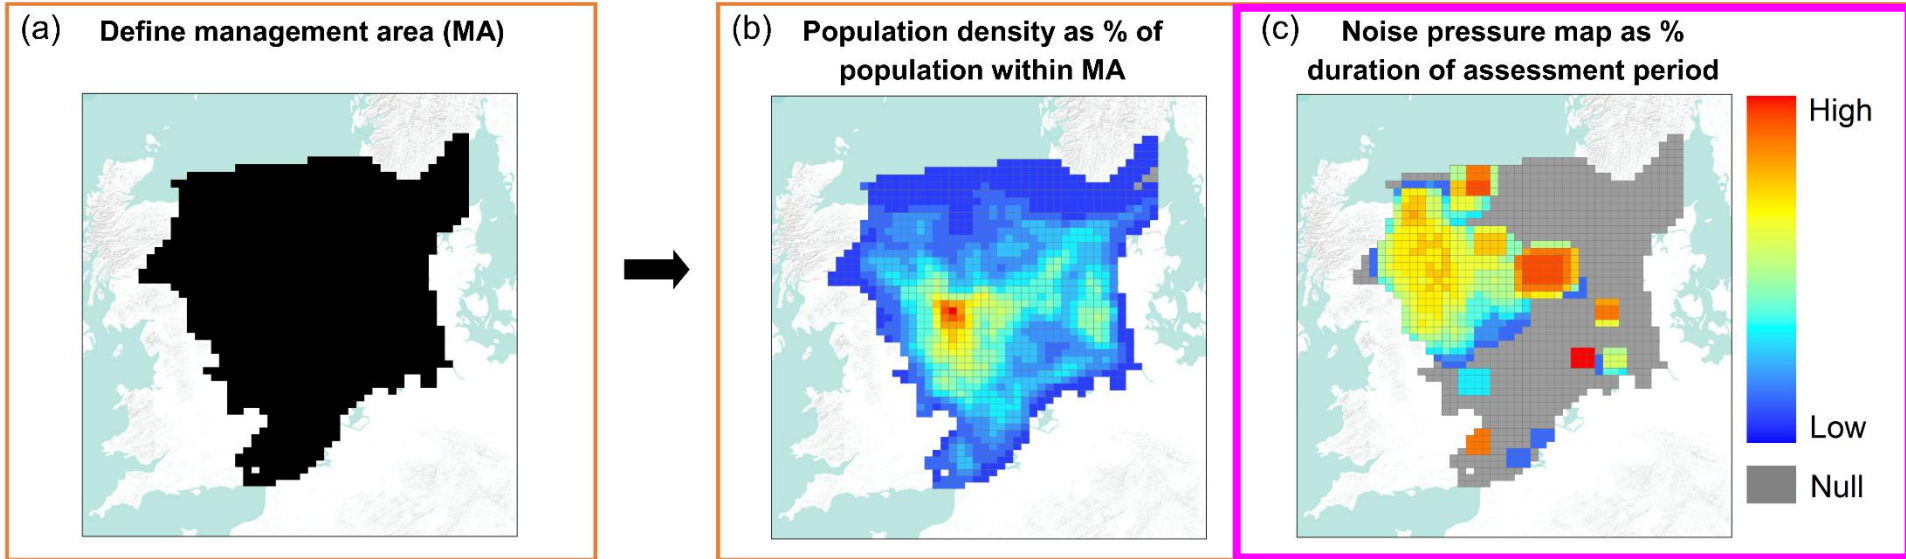 (a) Define management area (MA)
(b) Population density as % of
population within MA
(c) Noise pressure map as %
duration of assessment period
High
Low
Null